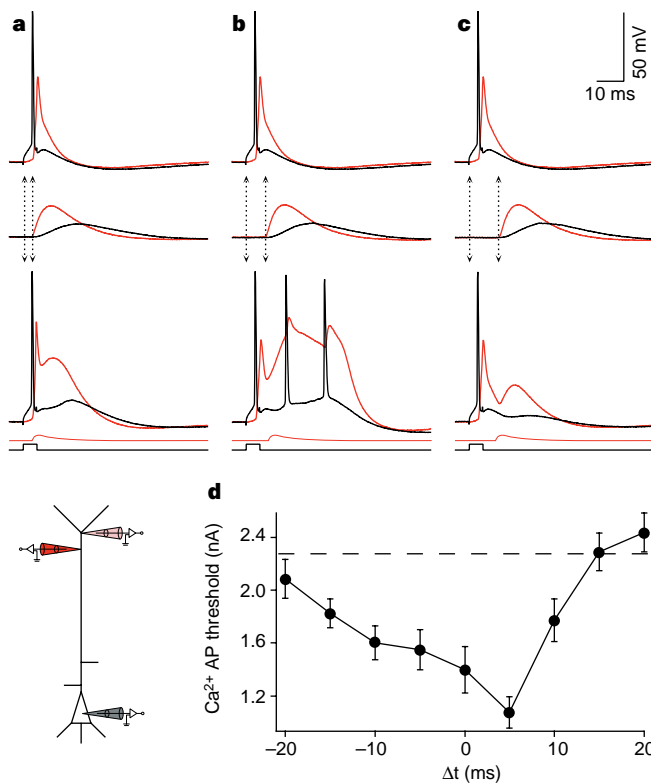 a
b
c
50 mV
10 ms
d
Ca²⁺ AP threshold (nA)
2.4
2.0
1.6
1.2
–20
–10
0
10
20
Δt (ms)